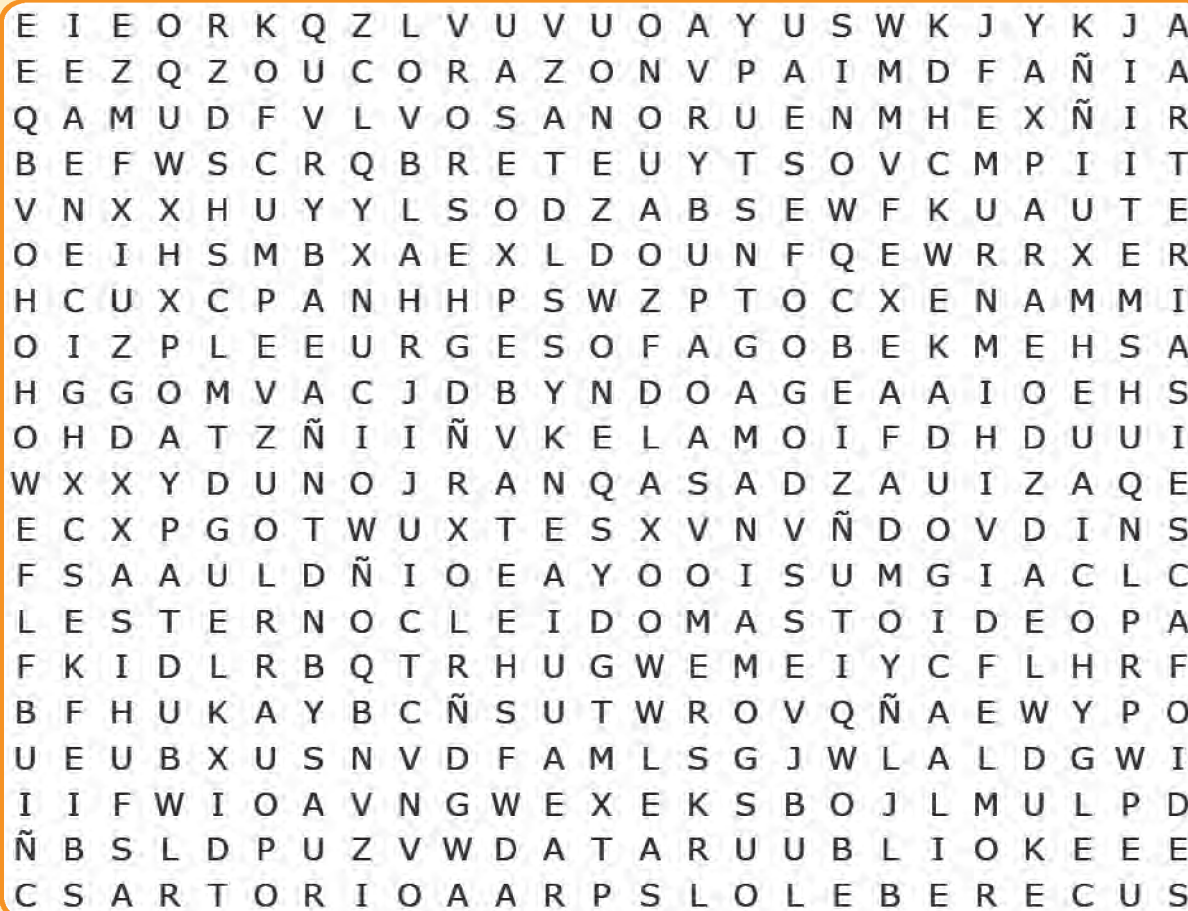 E I E O R K Q Z L V U V U O A Y U S W K J Y K J A
E E Z Q Z O U C O R A Z O N V P A I M D F A Ñ I A
Q A M U D F V L V O S A N O R U E N M H E X Ñ I R
B E F W S C R Q B R E T E U Y T S O V C M P I I T
V N X X H U Y Y L S O D Z A B S E W F K U A U T E
O E I H S M B X A E X L D O U N F Q E W R R X E R
H C U X C P A N H H P S W Z P T O C X E N A M M I
O I Z P L E E U R G E S O F A G O B E K M E H S A
H G G O M V A C J D B Y N D O A G E A A I O E H S
O H D A T Z Ñ I I Ñ V K E L A M O I F D H D U U I
W X X Y D U N O J R A N Q A S A D Z A U I Z A Q E
E C X P G O T W U X T E S X V N V Ñ D O V D I N S
F S A A U L D Ñ I O E A Y O O I S U M G I A C L C
L E S T E R N O C L E I D O M A S T O I D E O P A
F K I D L R B Q T R H U G W E M E I Y C F L H R F
B F H U K A Y B C Ñ S U T W R O V Q Ñ A E W Y P O
U E U B X U S N V D F A M L S G J W L A L D G W I
I I F W I O A V N G W E X E K S B O J L M U L P D
Ñ B S L D P U Z V W D A T A R U U B L I O K E E E
C S A R T O R I O A A R P S L O L E B E R E C U S